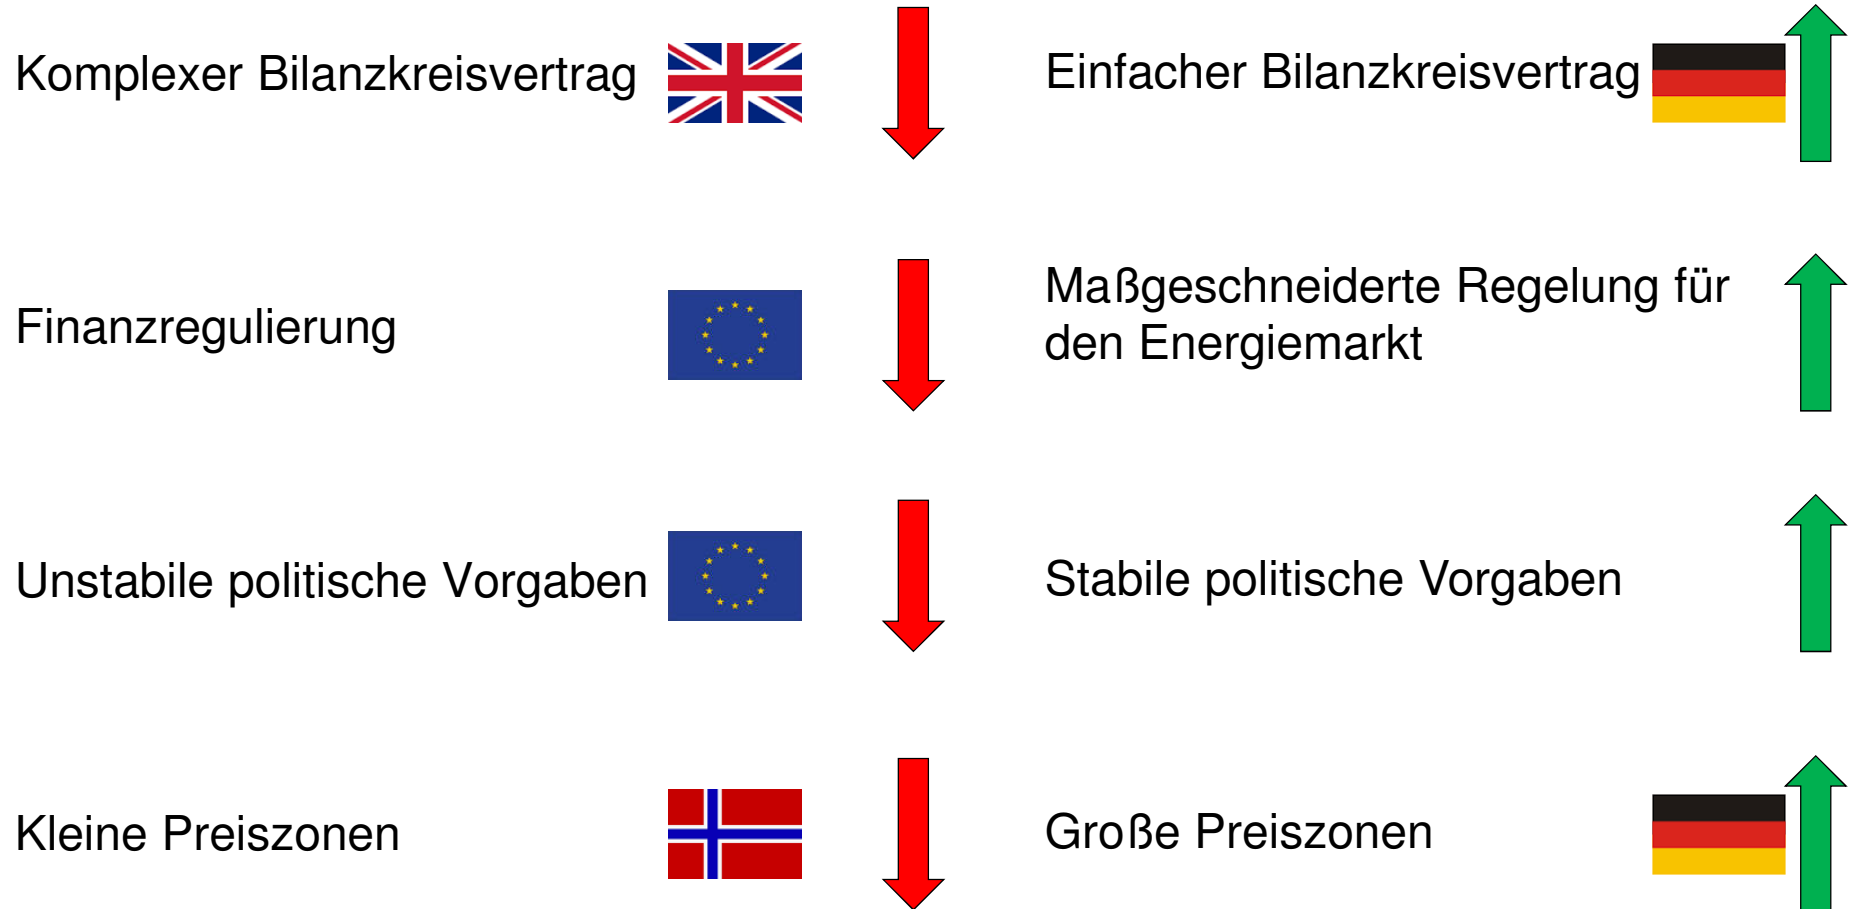 Komplexer Bilanzkreisvertrag
Einfacher Bilanzkreisvertrag
Finanzregulierung
Maßgeschneiderte Regelung für
den Energiemarkt
Unstabile politische Vorgaben
Stabile politische Vorgaben
Kleine Preiszonen
Große Preiszonen